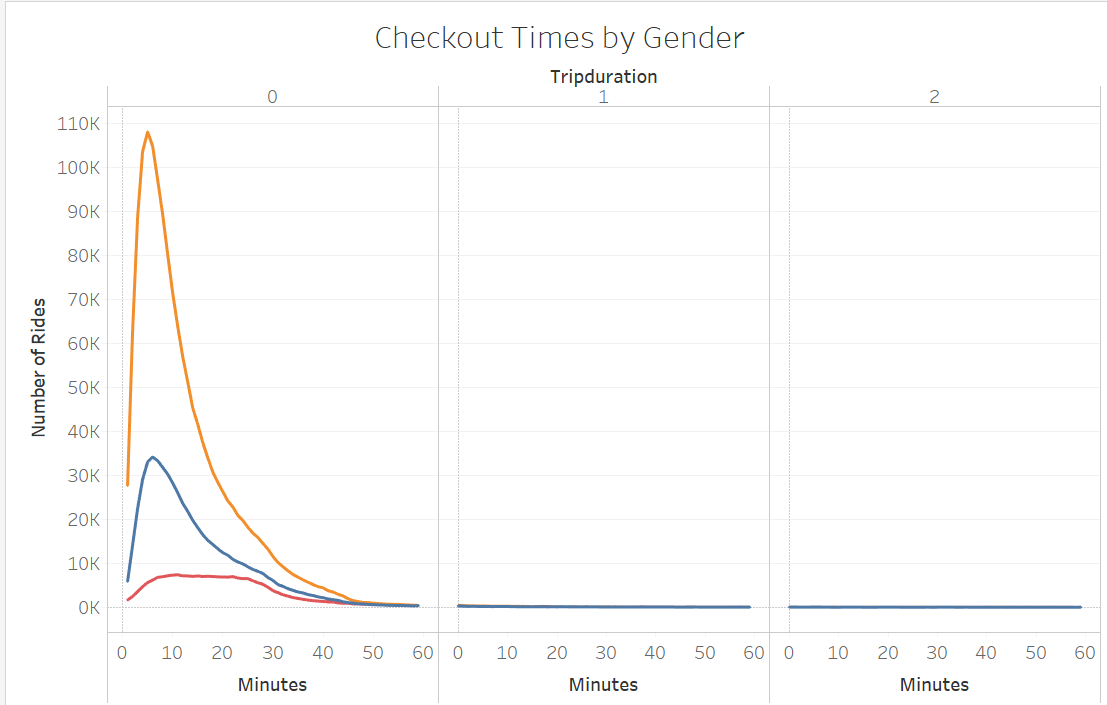 Checkout Times by Gender
Tripduration
0 1 2
110K
100K
90K
80K
70K
60K
50K
40K
30K
20K
10K
0K
Number of Rides
0 10 20 30 40 50 60 0 10 20 30 40 50 60 0 10 20 30 40 50 60
Minutes Minutes Minutes